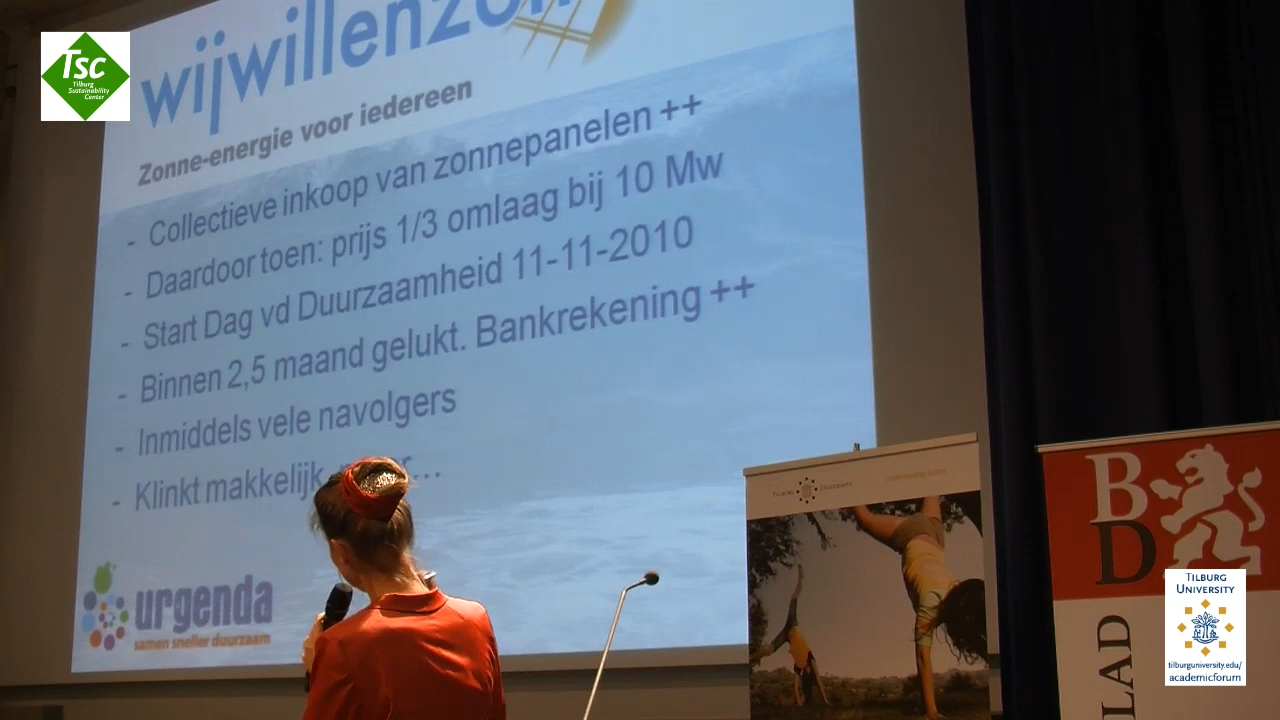 Tsc
Tilburg
Sustainability
Center
wijwillenzon
Zonne-energie voor iedereen
- Collectieve inkoop van zonnepanelen ++
- Daardoor toen: prijs 1/3 omlaag bij 10 Mw
- Start Dag vd Duurzaamheid 11-11-2010
- Binnen 2,5 maand gelukt. Bankrekening ++
- Inmiddels vele navolgers
- Klinkt makkelijk
urgenda
samen sneller duurzaam
TILBURG UNIVERSITY
BD
LAD
TILBURG
UNIVERSITY
tilburguniversity.edu/
academicforum